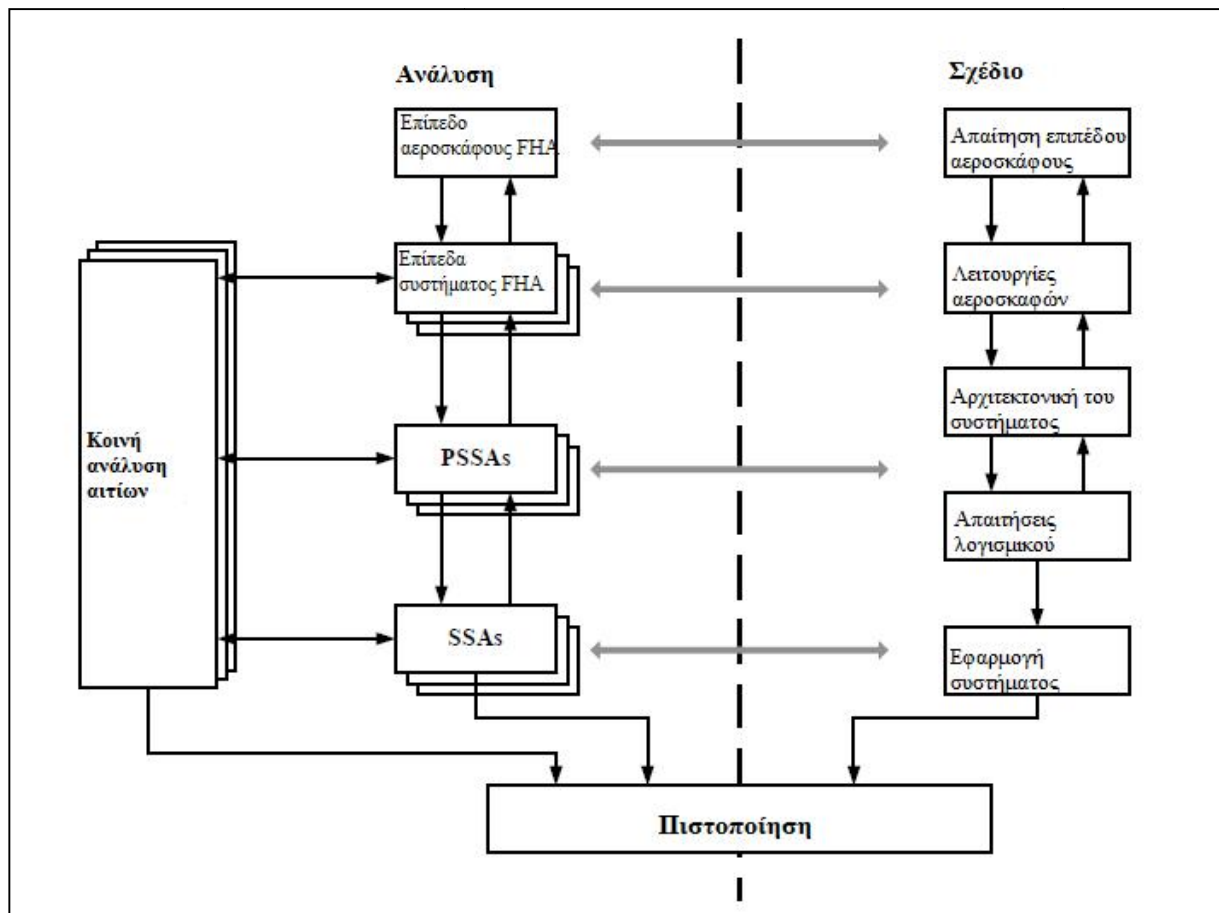 Ανάλυση
Σχέδιο
Επίπεδο
αεροσκάφους FHA
Απαίτηση επιπέδου
αεροσκάφους
Επίπεδα
συστήματος FHA
Λειτουργίες
αεροσκαφών
Αρχιτεκτονική του
συστήματος
Κοινή
ανάλυση
αιτίων
PSSAs
Απαιτήσεις
λογισμικού
SSAs
Εφαρμογή
συστήματος
Πιστοποίηση